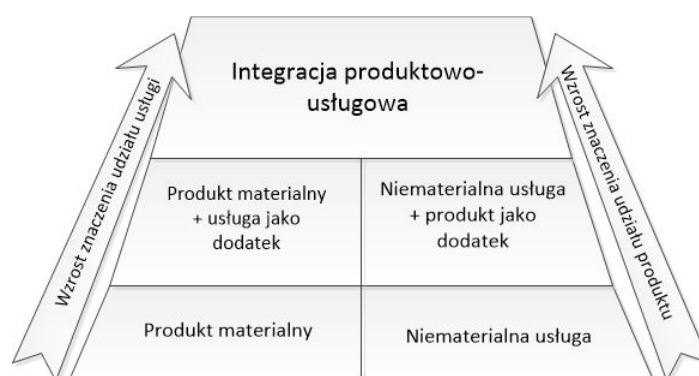 Integracja produktowo-
usługowa
Wzrost znaczenia udziału usługi
Wzrost znaczenia udziału produktu
Produkt materialny
+ usługa jako
dodatek
Niematerialna usługa
+ produkt jako
dodatek
Produkt materialny
Niematerialna usługa